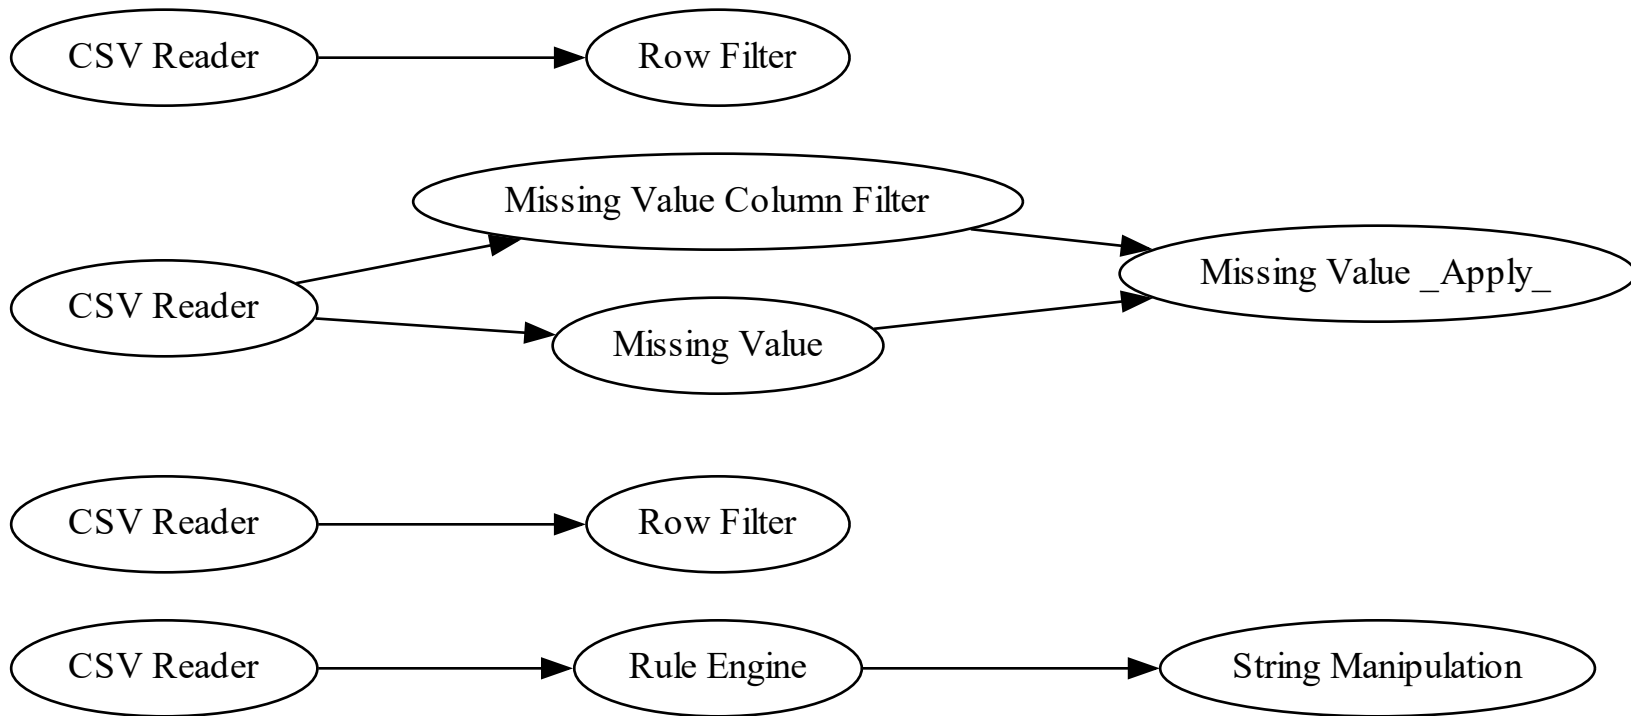 CSV Reader
Row Filter
Missing Value Column Filter
Missing Value _Apply_
CSV Reader
Missing Value
CSV Reader
Row Filter
CSV Reader
Rule Engine
String Manipulation